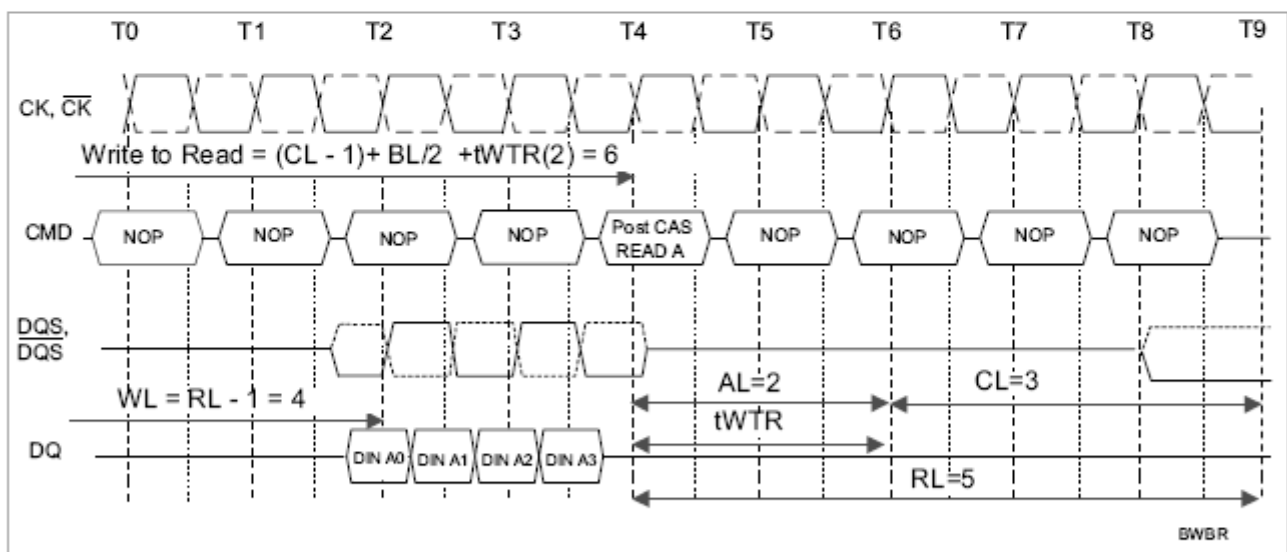 T0 T1 T2 T3 T4 T5 T6 T7 T8 T9
CK, CK
Write to Read = (CL - 1)+ BL/2 +tWTR(2) = 6
CMD NOP NOP NOP NOP Post CAS READ A NOP NOP NOP NOP
DQS,
DQS
AL=2 CL=3
WL = RL - 1 = 4
tWTR
DQ DIN A0 DIN A1 DIN A2 DIN A3
RL=5
BWBR